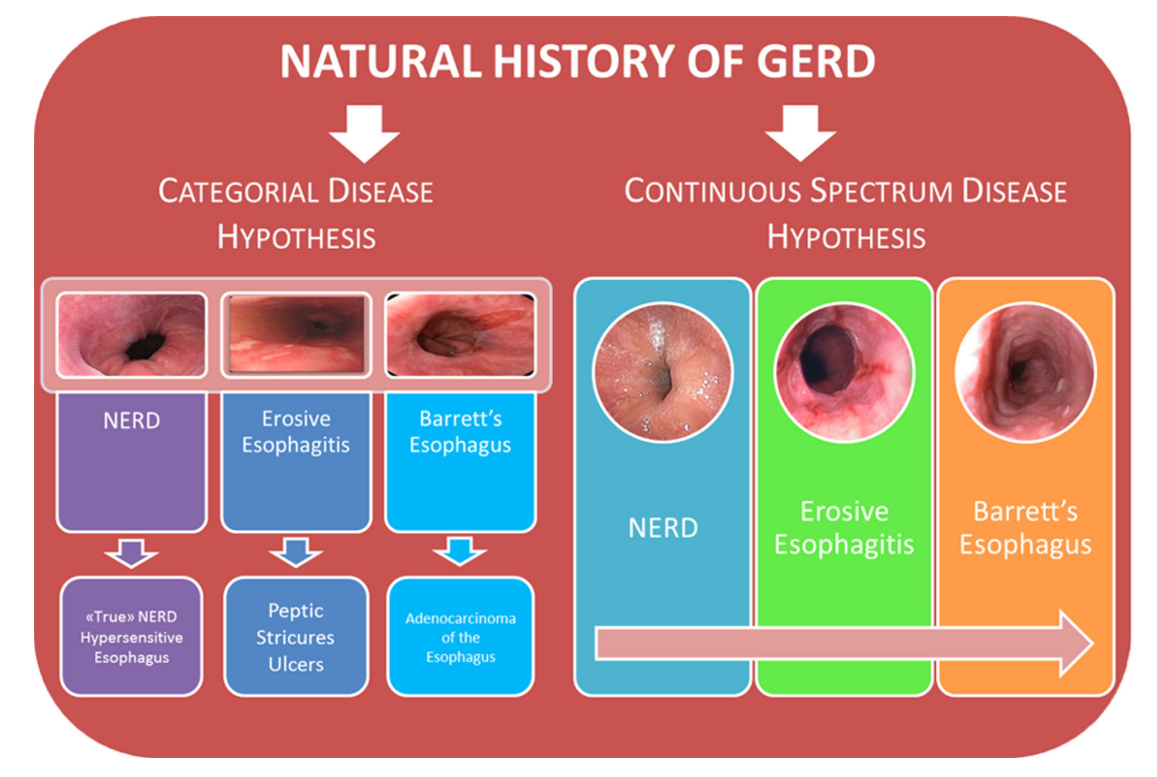 NATURAL HISTORY OF GERD
CATEGORIAL DISEASE
HYPOTHESIS
NERD
Erosive
Esophagitis
Barrett’s
Esophagus
«True» NERD
Hypersensitive
Esophagus
Peptic
Stricures
Ulcers
Adenocarcinoma
of the
Esophagus
CONTINUOUS SPECTRUM DISEASE
HYPOTHESIS
NERD
Erosive
Esophagitis
Barrett’s
Esophagus